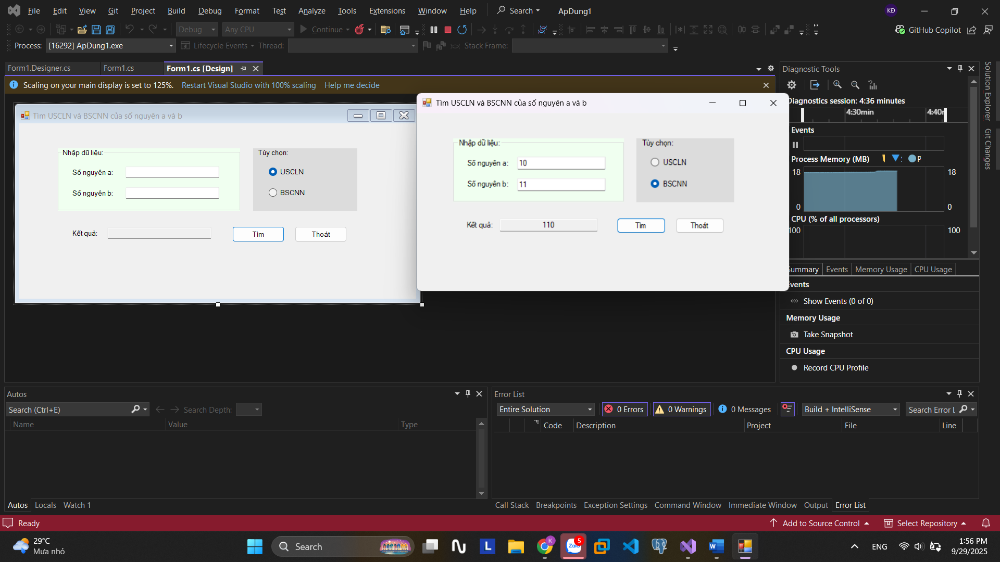 File Edit View Git Project Build Debug Format Test Analyze Tools Extensions Window Help Search ApDung1 KĐ
Debug Any CPU Continue GitHub Copilot
Process: [16292] ApDung1.exe Lifecycle Events Thread: Stack Frame:
Form1.Designer.cs Form1.cs Form1.cs [Design]
Scaling on your main display is set to 125%. Restart Visual Studio with 100% scaling Help me decide
Tìm USCLN và BSCNN của số nguyên a và b
Nhập dữ liệu:
Số nguyên a:
Số nguyên b:
Tùy chọn:
USCLN
BSCNN
Kết quả:
Tìm
Thoát
Tìm USCLN và BSCNN của số nguyên a và b
Nhập dữ liệu:
Số nguyên a: 10
Số nguyên b: 11
Tùy chọn:
USCLN
BSCNN
Kết quả: 110
Tìm
Thoát
Diagnostic Tools
Diagnostics session: 4:36 minutes
4:30min 4:40
Events
Process Memory (MB) P
18 18
0 0
CPU (% of all processors)
100 100
Summary Events Memory Usage CPU Usage
Events
Show Events (0 of 0)
Memory Usage
Take Snapshot
CPU Usage
Record CPU Profile
Solution Explorer
Git Changes
Autos
Search (Ctrl+E) Search Depth:
Name Value Type
Autos Locals Watch 1
Error List
Entire Solution 0 Errors 0 Warnings 0 Messages Build + IntelliSense Search Error L
Code Description Project File Line
Call Stack Breakpoints Exception Settings Command Window Immediate Window Output Error List
Ready Add to Source Control Select Repository
29°C
Mưa nhỏ
Search
L
K
Zalo
5
W
ENG
1:56 PM
9/29/2025